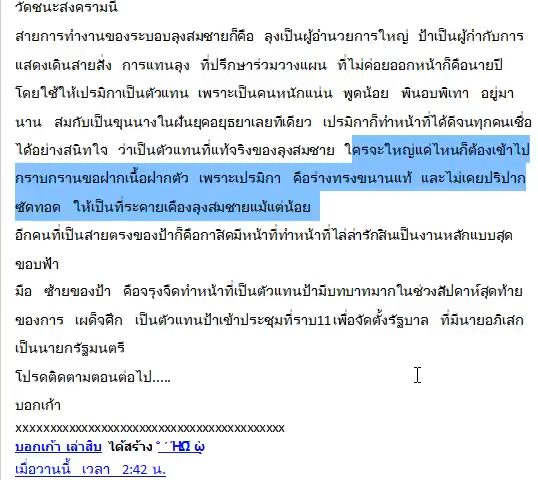 วัดชนะสงครามนี้
สายการทำงานของระบอบลุงสมชายก็คือ ลุงเป็นผู้อำนวยการใหญ่ ป้าเป็นผู้กำกับการ
แสดงเดินสายสั่ง การแทนลุง ที่ปรึกษาร่วมวางแผน ที่ไม่ค่อยออกหน้าก็คือนายปี
โดยใช้ให้เปรมิกาเป็นตัวแทน เพราะเป็นคนหนักแน่น พูดน้อย พินอบพิเทา อยู่มา
นาน สมกับเป็นขุนนางในฝันยุคอยุธยาเลยทีเดียว เปรมิกาก็ทำหน้าที่ได้ดีจนทุกคนเชื่อ
ได้อย่างสนิทใจ ว่าเป็นตัวแทนที่แท้จริงของลุงสมชาย ใครจะใหญ่แค่ไหนก็ต้องเข้าไป
กราบกรานขอฝากเนื้อฝากตัว เพราะเปรมิกา คือร่างทรงขนานแท้ และไม่เคยปริปาก
ซัดทอด ให้เป็นที่ระคายเคืองลุงสมชายแม้แต่น้อย
อีกคนที่เป็นสายตรงของป้าก็คือกาสิตมีหน้าที่ทำหน้าที่ไล่ล่ารักสินเป็นงานหลักแบบสุด
ขอบฟ้า
มือ ซ้ายของป้า คือจรุงจิตทำหน้าที่เป็นตัวแทนป้ามีบทบาทมากในช่วงสัปดาห์สุดท้าย
ของการ เผด็จศึก เป็นตัวแทนป้าเข้าประชุมที่ราบ11เพื่อจัดตั้งรัฐบาล ที่มีนายอภิเสก
เป็นนายกรัฐมนตรี
โปรดติดตามตอนต่อไป.....
บอกเก้า
xxxxxxxxxxxxxxxxxxxxxxxxxxxxxxxxxxxxxxx
บอกเก้า เล่าสิบ ได้สร้าง
เมื่อวานนี้ เวลา 2:42 น.